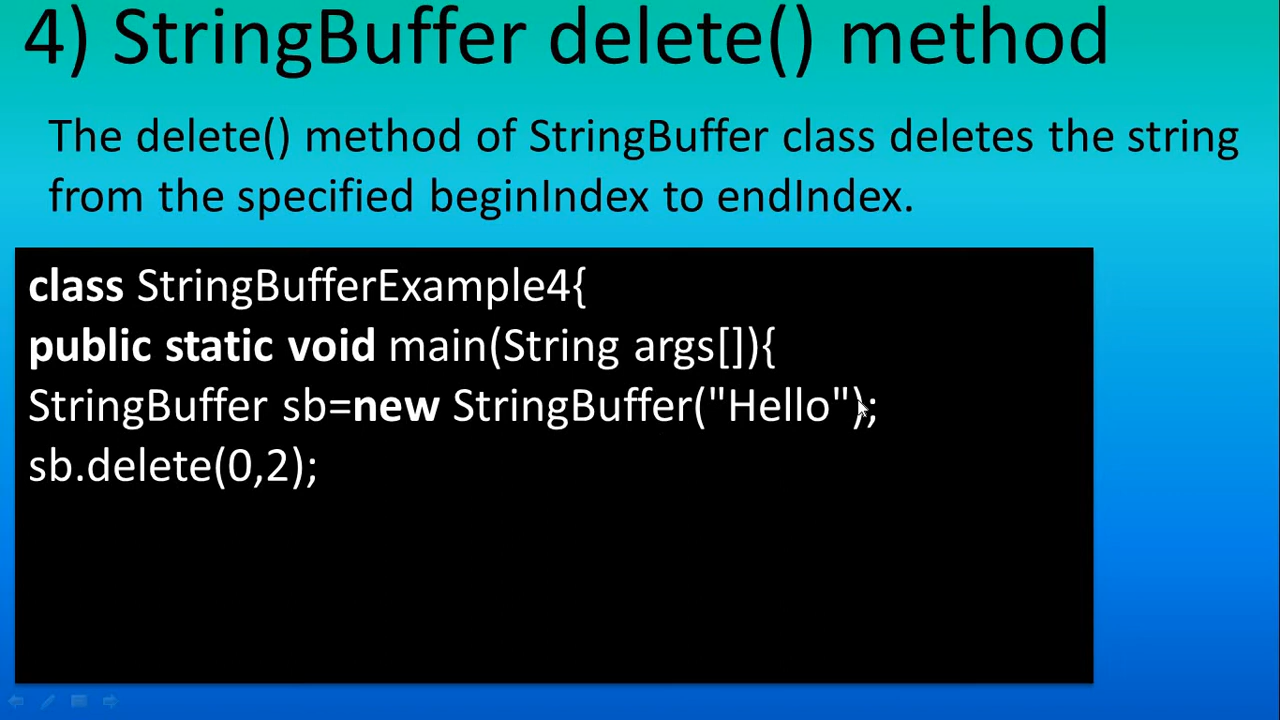 4) StringBuffer delete() method
The delete() method of StringBuffer class deletes the string
from the specified beginIndex to endIndex.
class StringBufferExample4{
public static void main(String args[]){
StringBuffer sb=new StringBuffer("Hello");
sb.delete(0,2);